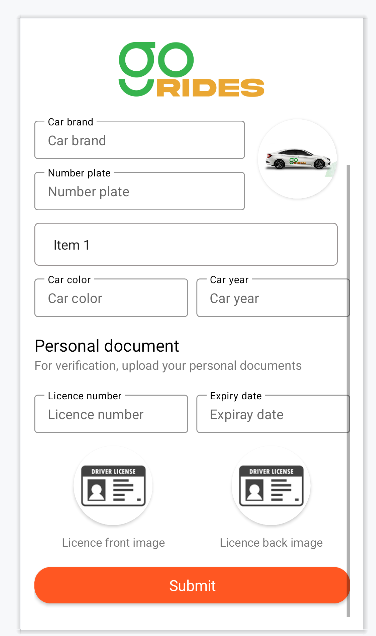 go
RIDES
Car brand
Car brand
Number plate
Number plate
Item 1
Car color
Car year
Car color
Car year
Personal document
For verification, upload your personal documents
Licence number
Expiry date
Licence number
Expiray date
DRIVER LICENSE
DRIVER LICENSE
Licence front image
Licence back image
Submit